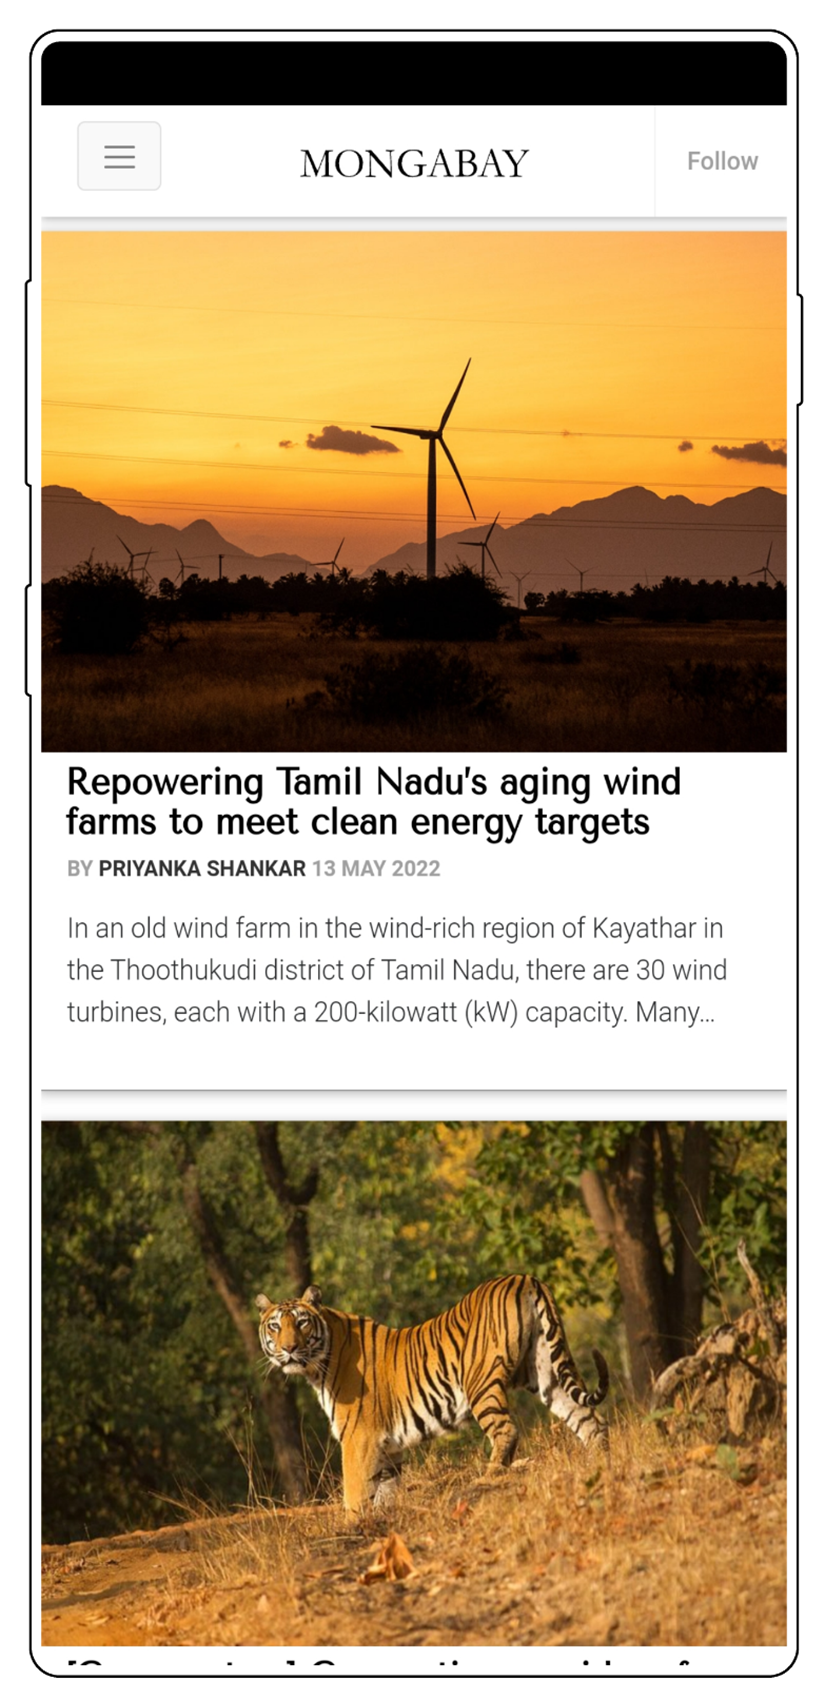 MONGABAY
Follow
Repowering Tamil Nadu's aging wind
farms to meet clean energy targets
BY PRIYANKA SHANKAR 13 MAY 2022
In an old wind farm in the wind-rich region of Kayathar in
the Thoothukudi district of Tamil Nadu, there are 30 wind
turbines, each with a 200-kilowatt (kW) capacity. Many...